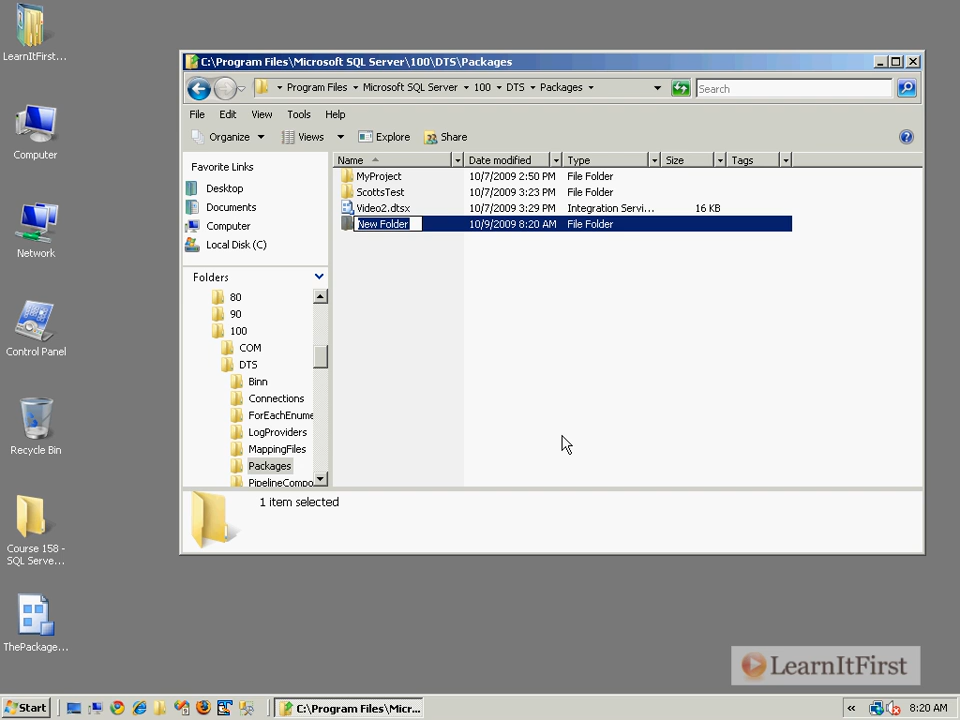 LearnItFirst...
Computer
Network
Control Panel
Recycle Bin
Course 158 -
SQL Serve...
ThePackage...
C:\Program Files\Microsoft SQL Server\100\DTS\Packages
Program Files
Microsoft SQL Server
100
DTS
Packages
Search
File
Edit
View
Tools
Help
Organize
Views
Explore
Share
Favorite Links
Desktop
Documents
Computer
Local Disk (C)
Folders
80
90
100
COM
DTS
Binn
Connections
ForEachEnume
LogProviders
MappingFiles
Packages
PipelineCompo
Name
Date modified
Type
Size
Tags
MyProject 10/7/2009 2:50 PM File Folder
ScottsTest 10/7/2009 3:23 PM File Folder
Video2.dtsx 10/7/2009 3:29 PM Integration Servi... 16 KB
New Folder 10/9/2009 8:20 AM File Folder
1 item selected
LearnItFirst
Start
C:\Program Files\Micr...
«
8:20 AM